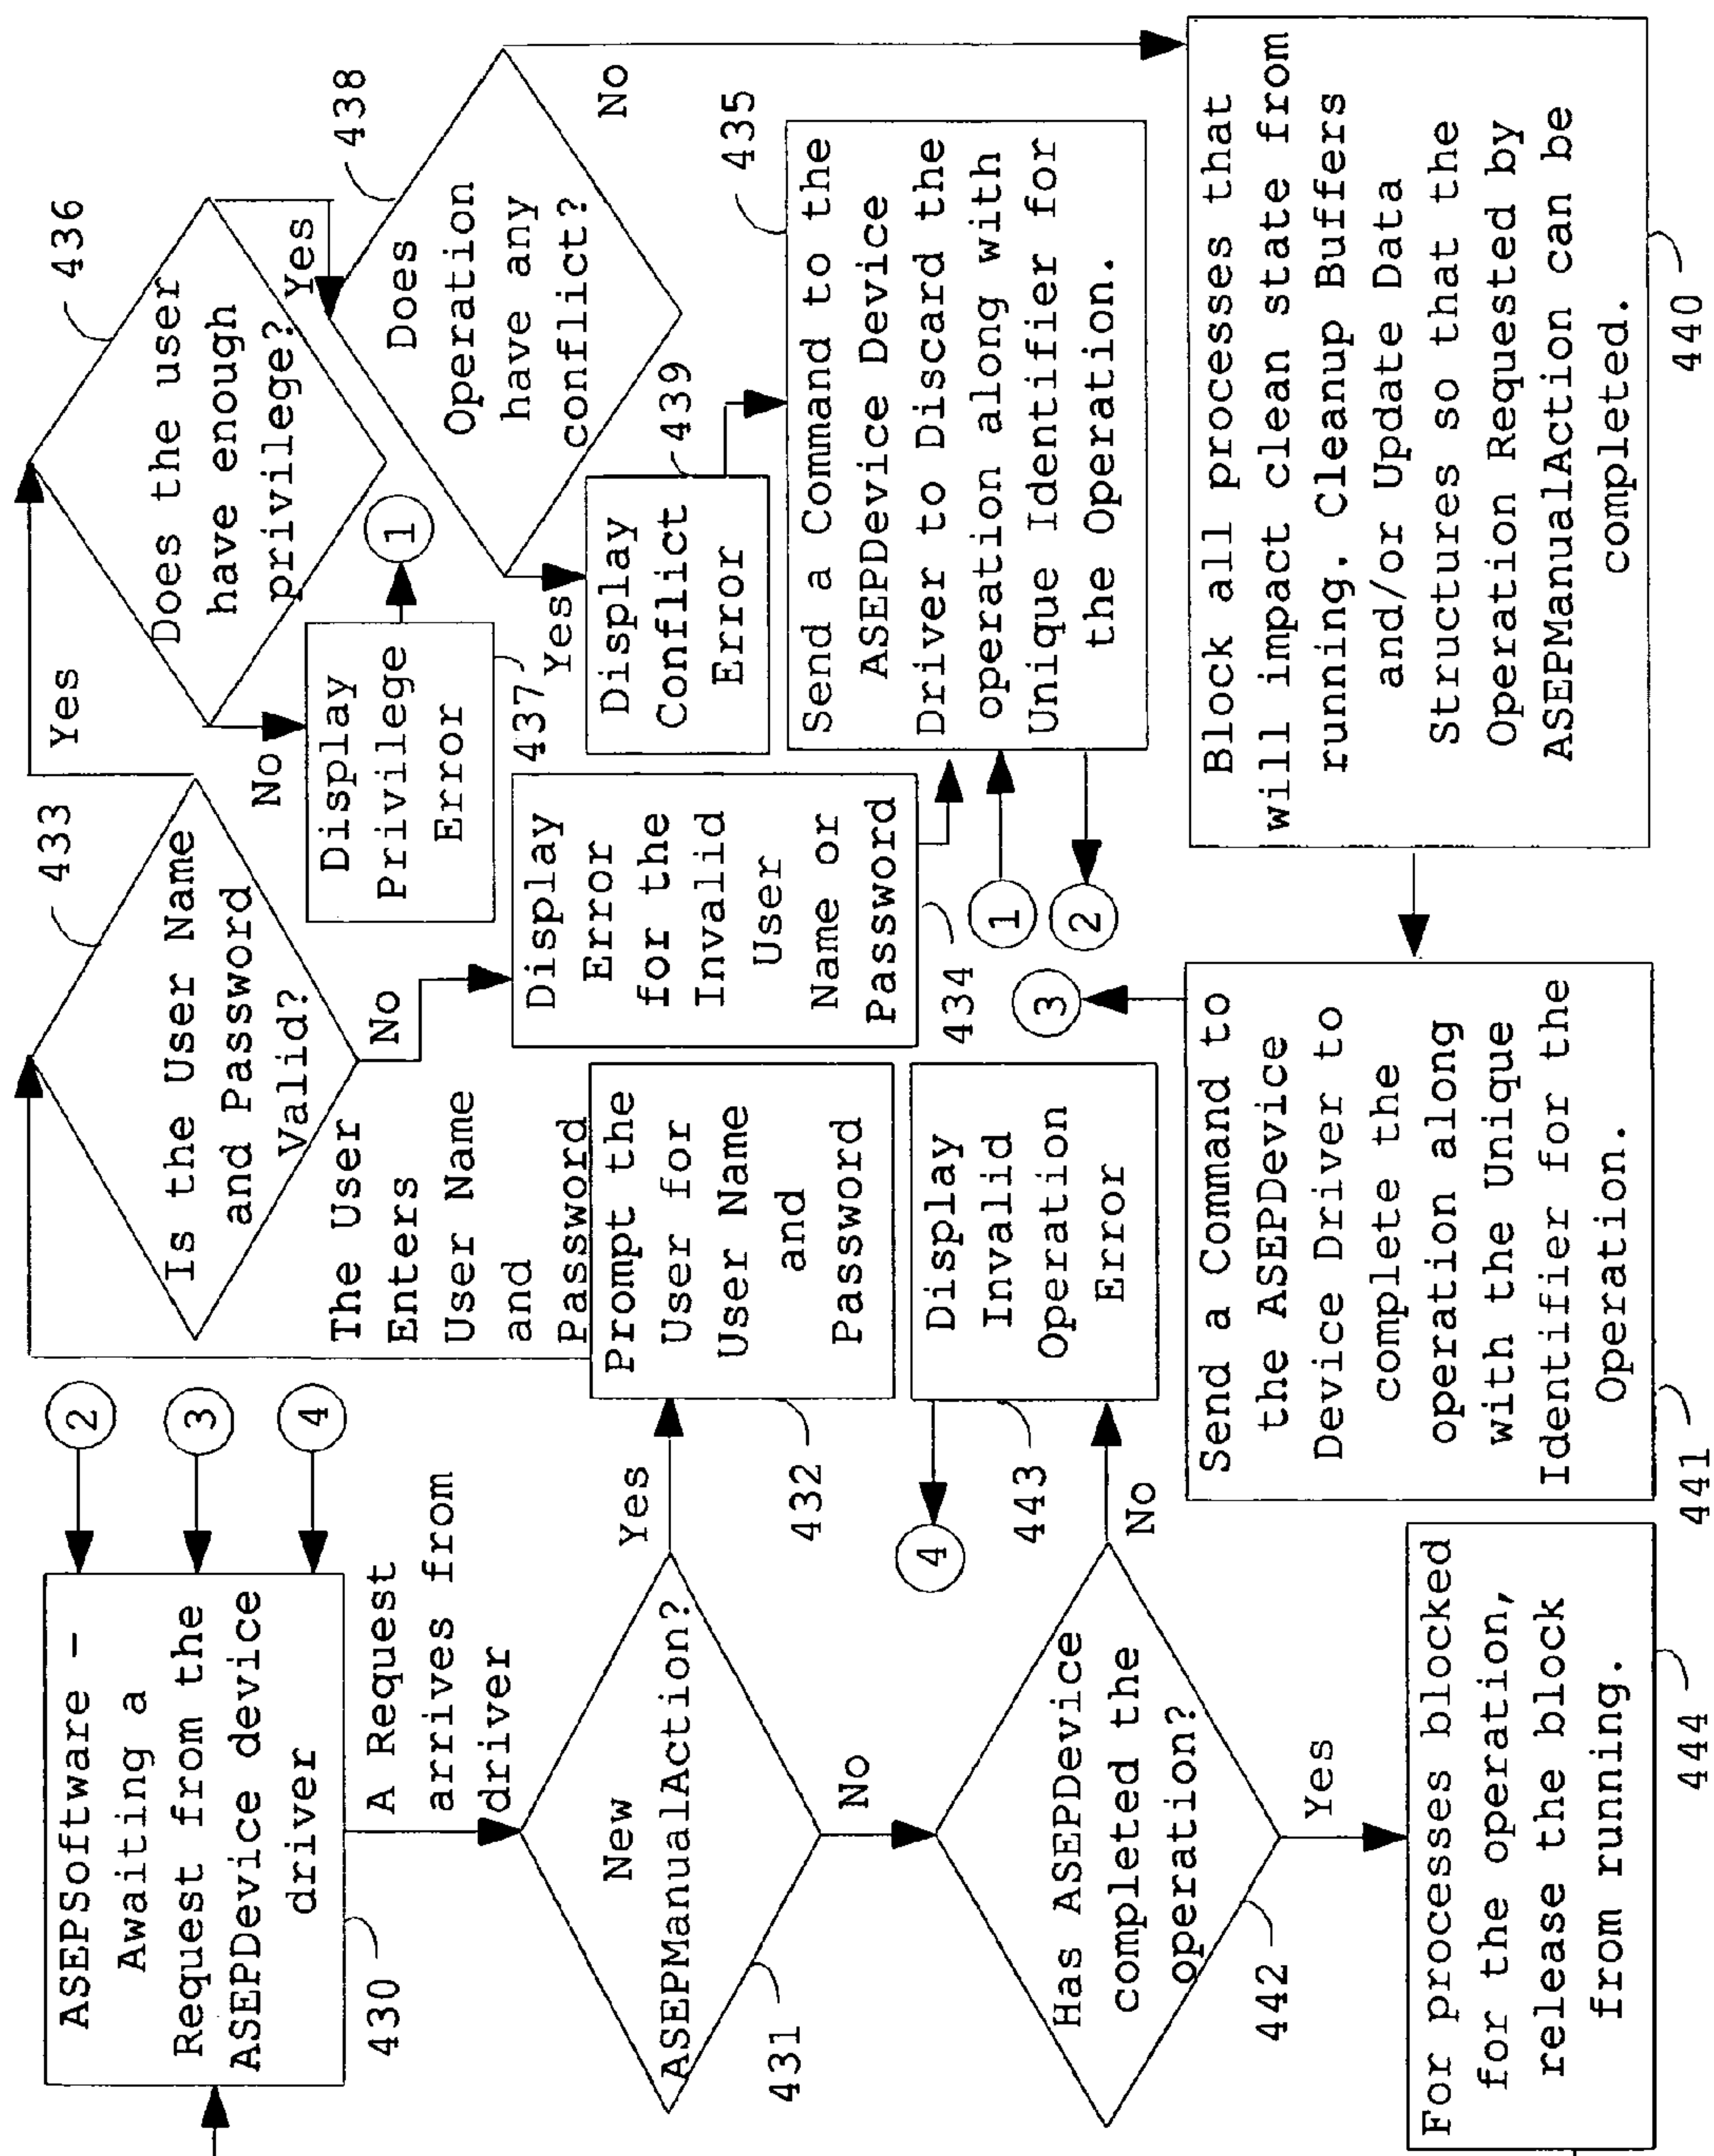 ASEPSoftware —
Awaiting a
Request from the
ASEPDevice device
driver
430
2
3
4
A Request
arrives from
driver
New
ASEPManualAction?
431
Yes
No
Prompt the
User for
User Name
and
Password
432
The User
Enters
User Name
and
Password
Is the User Name
and Password
Valid?
433
Yes
No
Display
Error
for the
Invalid
User
Name or
Password
434
Does the user
have enough
privilege?
436
Yes
No
Display
Privilege
Error
437
1
Does
Operation
have any
conflict?
438
Yes
No
Display
Conflict
Error
439
Send a Command to the
ASEPDevice Device
Driver to Discard the
operation along with
Unique Identifier for
the Operation.
435
1
2
Block all processes that
will impact clean state from
running. Cleanup Buffers
and/or Update Data
Structures so that the
Operation Requested by
ASEPManualAction can be
completed.
440
Send a Command to
the ASEPDevice
Device Driver to
complete the
operation along
with the Unique
Identifier for the
Operation.
441
3
Has ASEPDevice
completed the
operation?
442
No
Yes
Display
Invalid
Operation
Error
443
4
For processes blocked
for the operation,
release the block
from running.
444